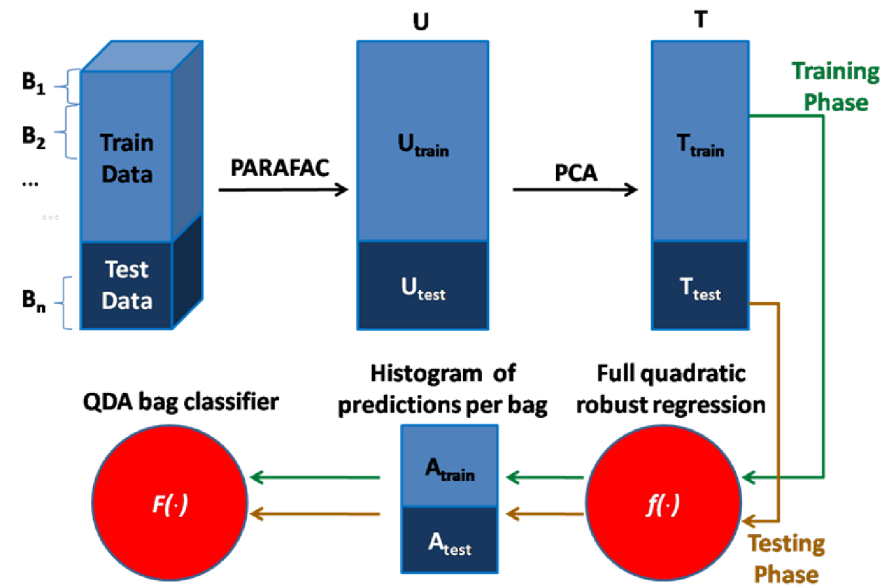 U
T
B1
B2
...
...
Bn
Train
Data
Test
Data
PARAFAC
Utrain
Utest
PCA
Ttrain
Ttest
Training
Phase
QDA bag classifier
Histogram of
predictions per bag
Full quadratic
robust regression
F(·)
Atrain
Atest
f(·)
Testing
Phase